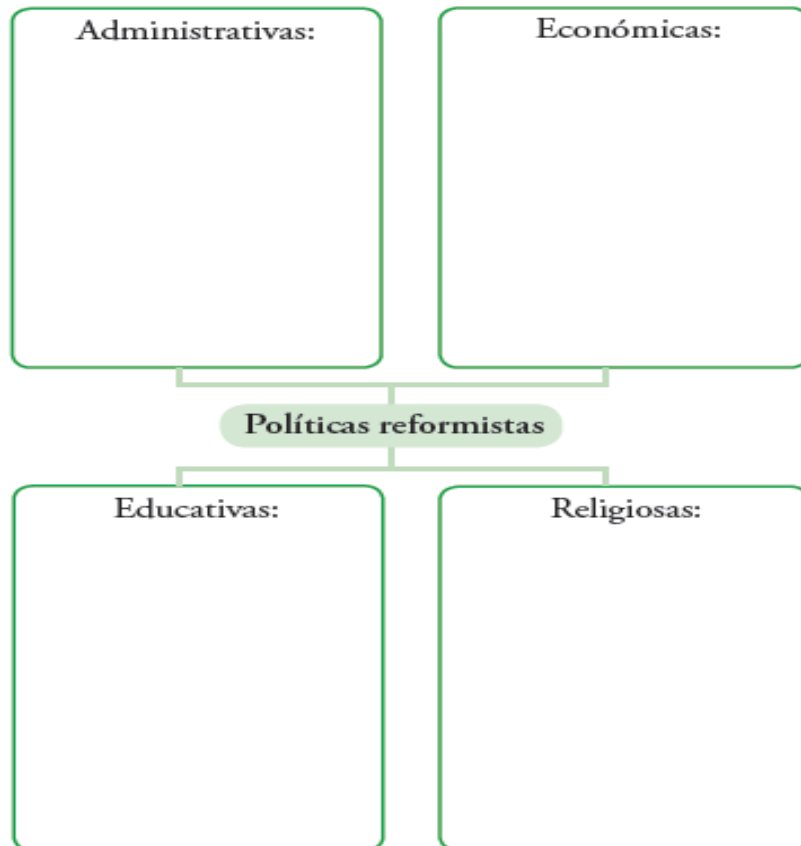 Administrativas:
Económicas:
Políticas reformistas
Educativas:
Religiosas: